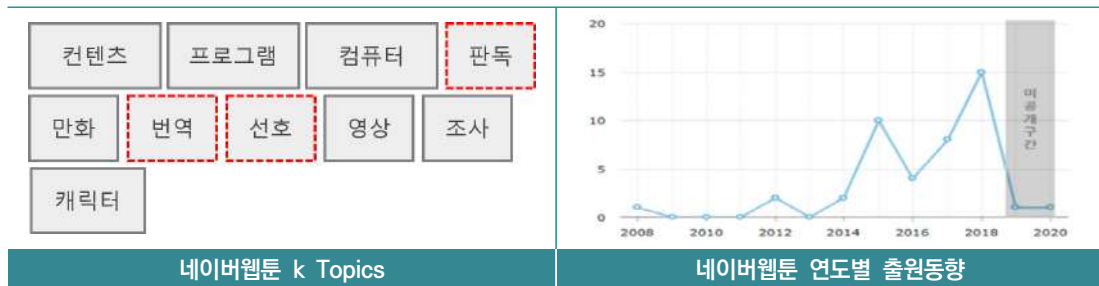 컨텐츠 프로그램 컴퓨터 판독
만화 번역 선호 영상 조사
캐릭터
네이버웹툰 k Topics
20
15
10
5
0
미공개구간
2008 2010 2012 2014 2016 2018 2020
네이버웹툰 연도별 출원동향